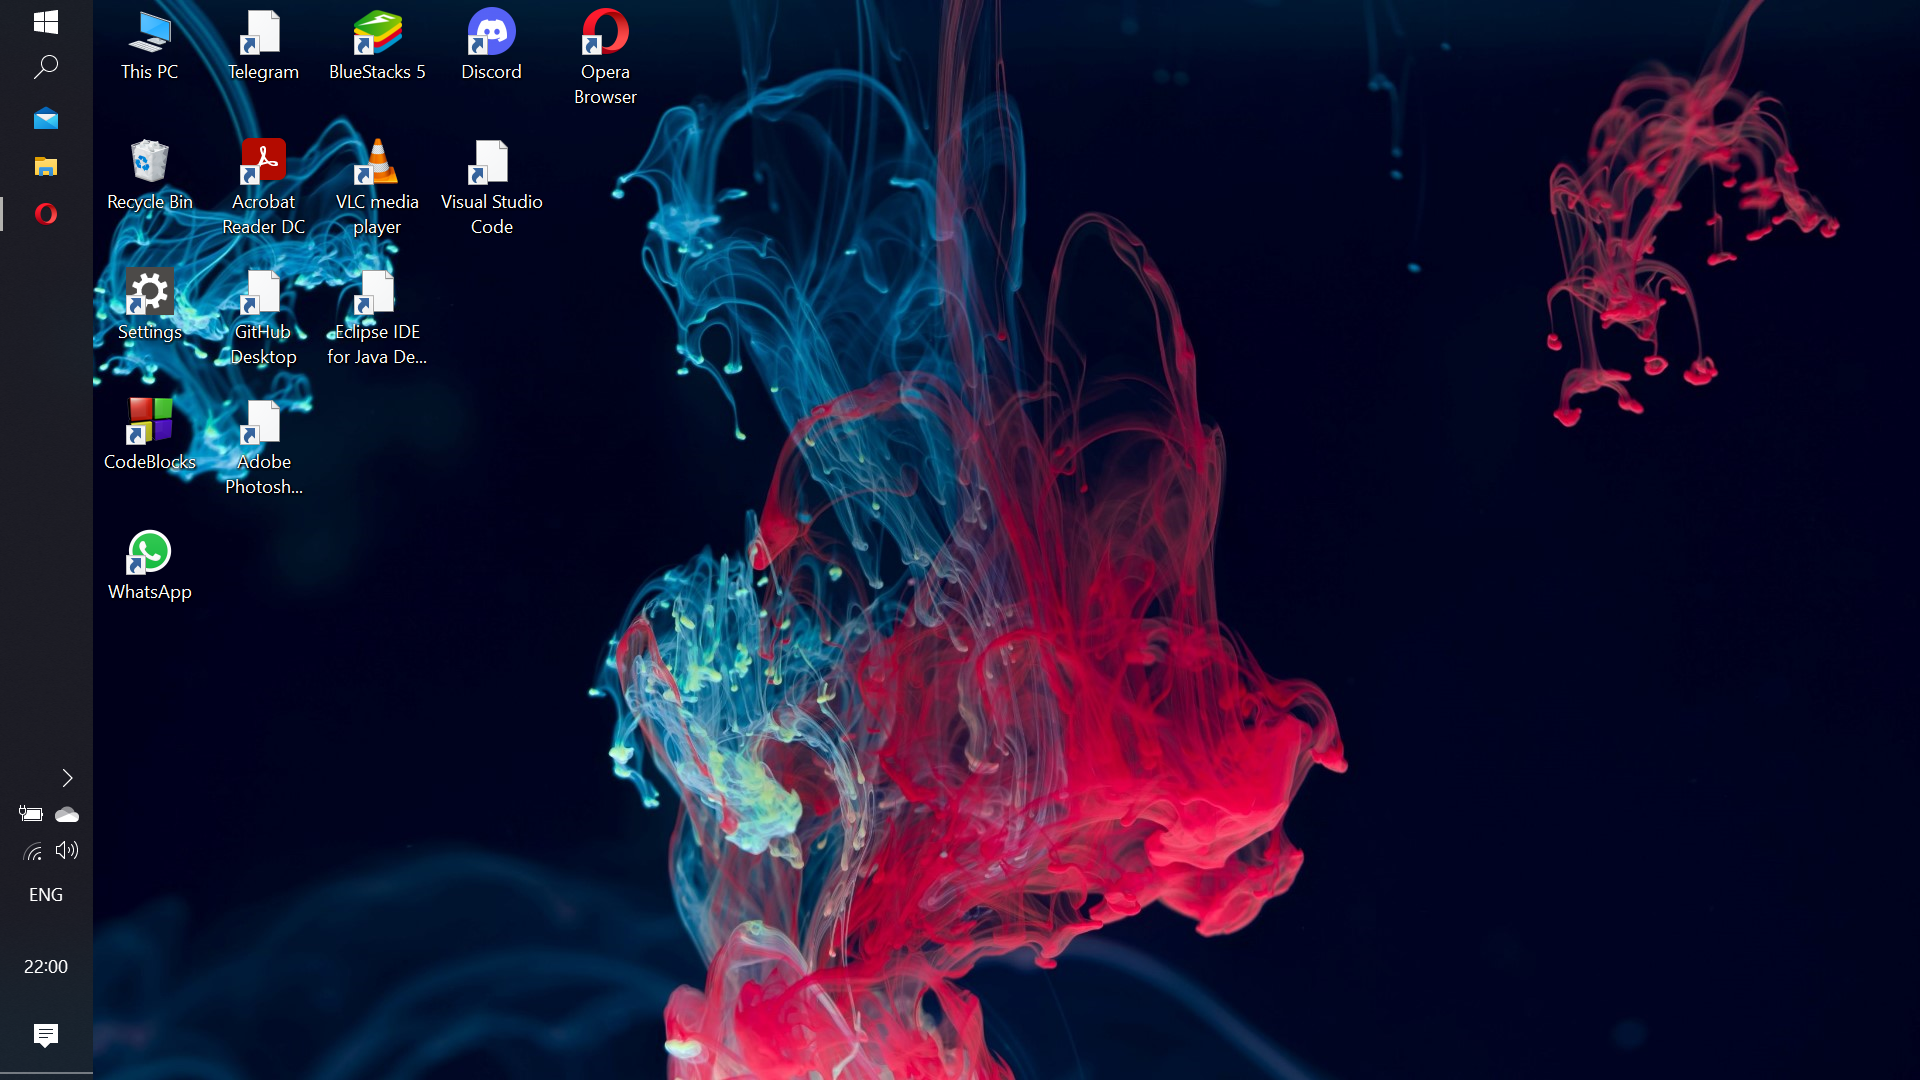 This PC
Telegram
BlueStacks 5
Discord
Opera
Browser
Recycle Bin
Acrobat
Reader DC
VLC media
player
Visual Studio
Code
Settings
GitHub
Desktop
Eclipse IDE
for Java De...
CodeBlocks
Adobe
Photosh...
WhatsApp
ENG
22:00